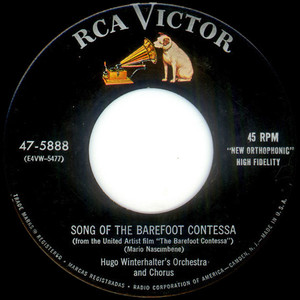 RCA VICTOR
47-5888
(E4VW-5477)
45 RPM
"NEW ORTHOPHONIC"
HIGH FIDELITY
SONG OF THE BAREFOOT CONTESSA
(from the United Artist film "The Barefoot Contessa")
(Mario Nascimbene)
Hugo Winterhalter's Orchestra
and Chorus
TRADE MARKS ® REGISTERED • MARCAS REGISTRADAS • RADIO CORPORATION OF AMERICA—CAMDEN, N. J. • MADE IN U.S.A.